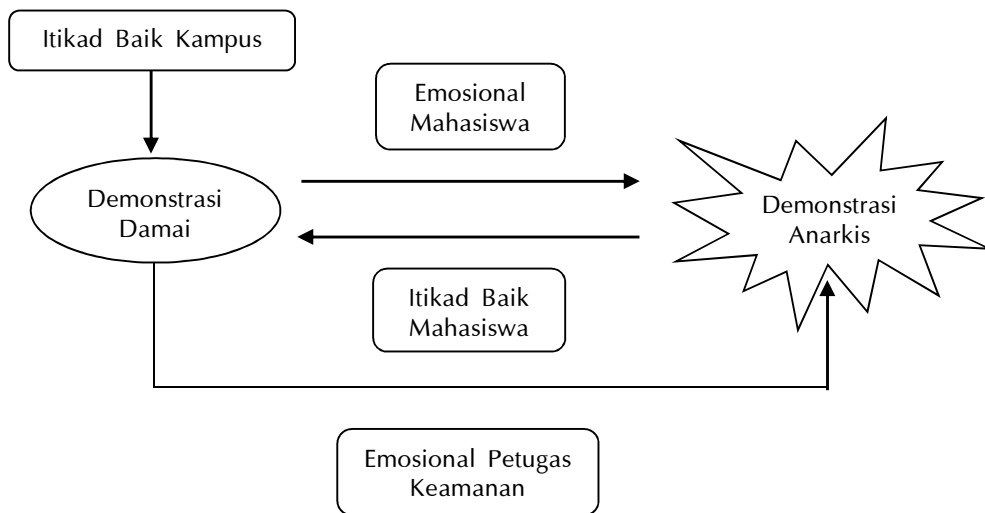 Itikad Baik Kampus
Emosional
Mahasiswa
Demonstrasi
Damai
Demonstrasi
Anarkis
Itikad Baik
Mahasiswa
Emosional Petugas
Keamanan